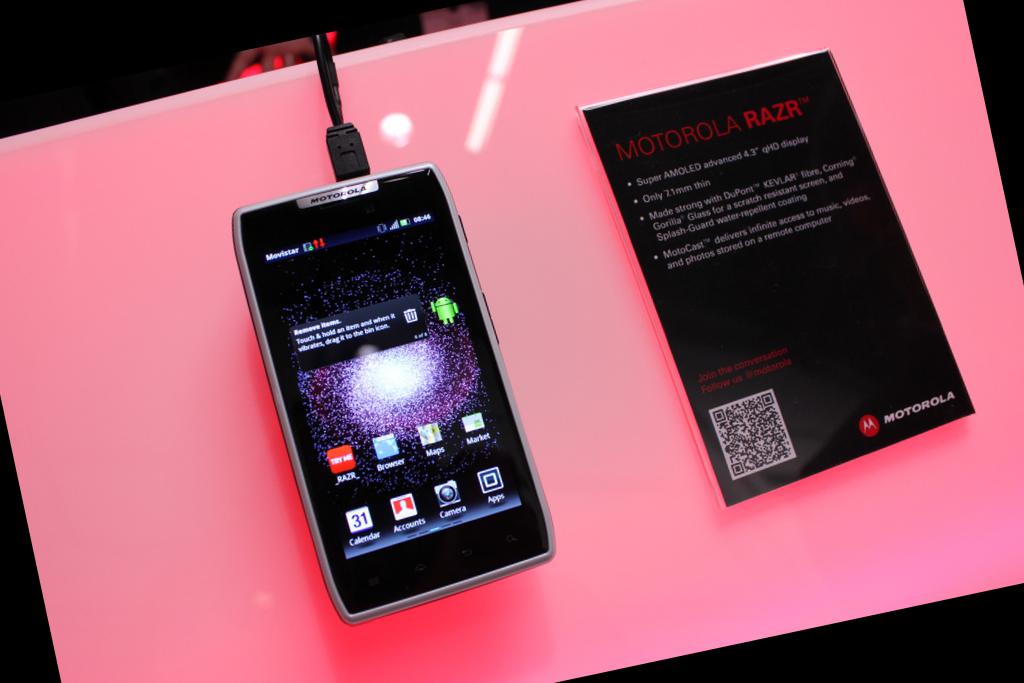 MOTOROLA
Movistar 08:46
Remove items.
Touch & hold an item and when it
vibrates, drag it to the bin icon.
6 of 6
TRY ME
_RAZR_
Browser
Maps
Market
31
Calendar
Accounts
Camera
Apps
MOTOROLA RAZR™
• Super AMOLED advanced 4.3" qHD display
• Only 7.1mm thin
• Made strong with DuPont™ KEVLAR® fibre, Corning®
Gorilla® Glass for a scratch resistant screen, and
Splash-Guard water-repellent coating
• MotoCast™ delivers infinite access to music, videos,
and photos stored on a remote computer
Join the conversation
Follow us @motorola
MOTOROLA